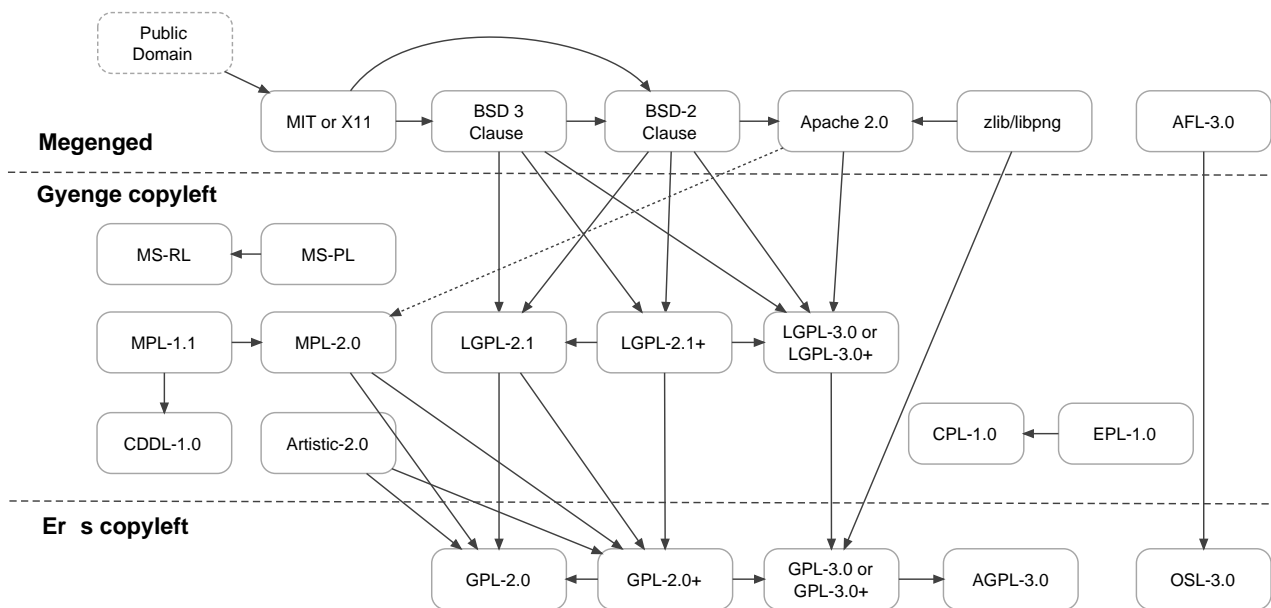 Public
Domain
MIT or X11
BSD 3
Clause
BSD-2
Clause
Apache 2.0
zlib/libpng
AFL-3.0
Megenged
Gyenge copyleft
MS-RL
MS-PL
MPL-1.1
MPL-2.0
LGPL-2.1
LGPL-2.1+
LGPL-3.0 or
LGPL-3.0+
CDDL-1.0
Artistic-2.0
CPL-1.0
EPL-1.0
Er s copyleft
GPL-2.0
GPL-2.0+
GPL-3.0 or
GPL-3.0+
AGPL-3.0
OSL-3.0